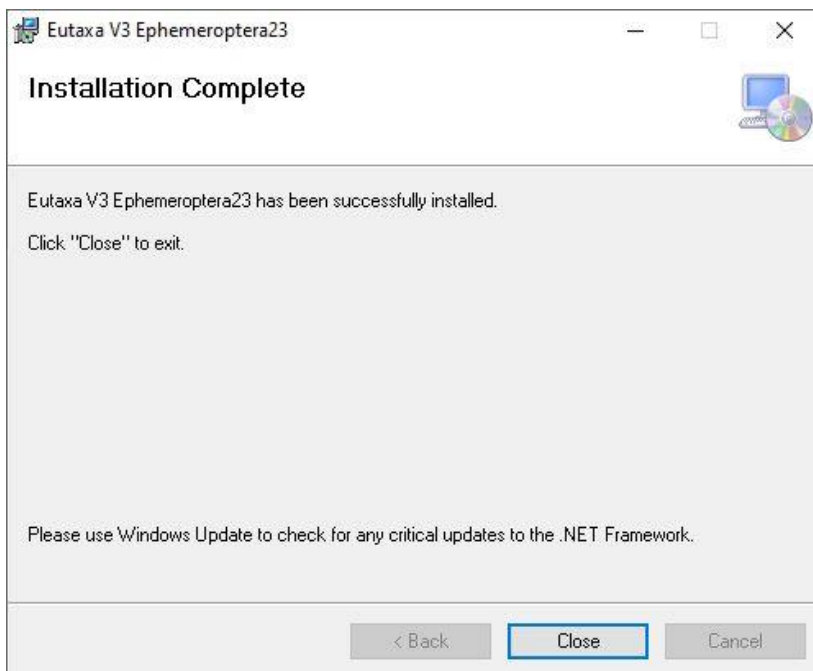 Eutaxa V3 Ephemeroptera23
Installation Complete
Eutaxa V3 Ephemeroptera23 has been successfully installed.
Click "Close" to exit.
Please use Windows Update to check for any critical updates to the .NET Framework.
< Back
Close
Cancel